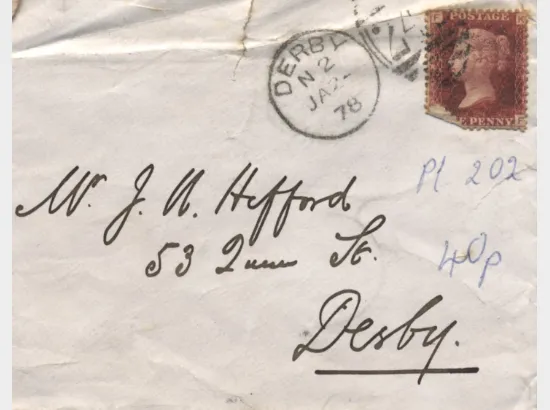 DERBY
N 2
JA 2
78
POSTAGE
E PENNY
Mr. J. N. Hefford
53 Queen St.
Derby.
Pl 202
40p